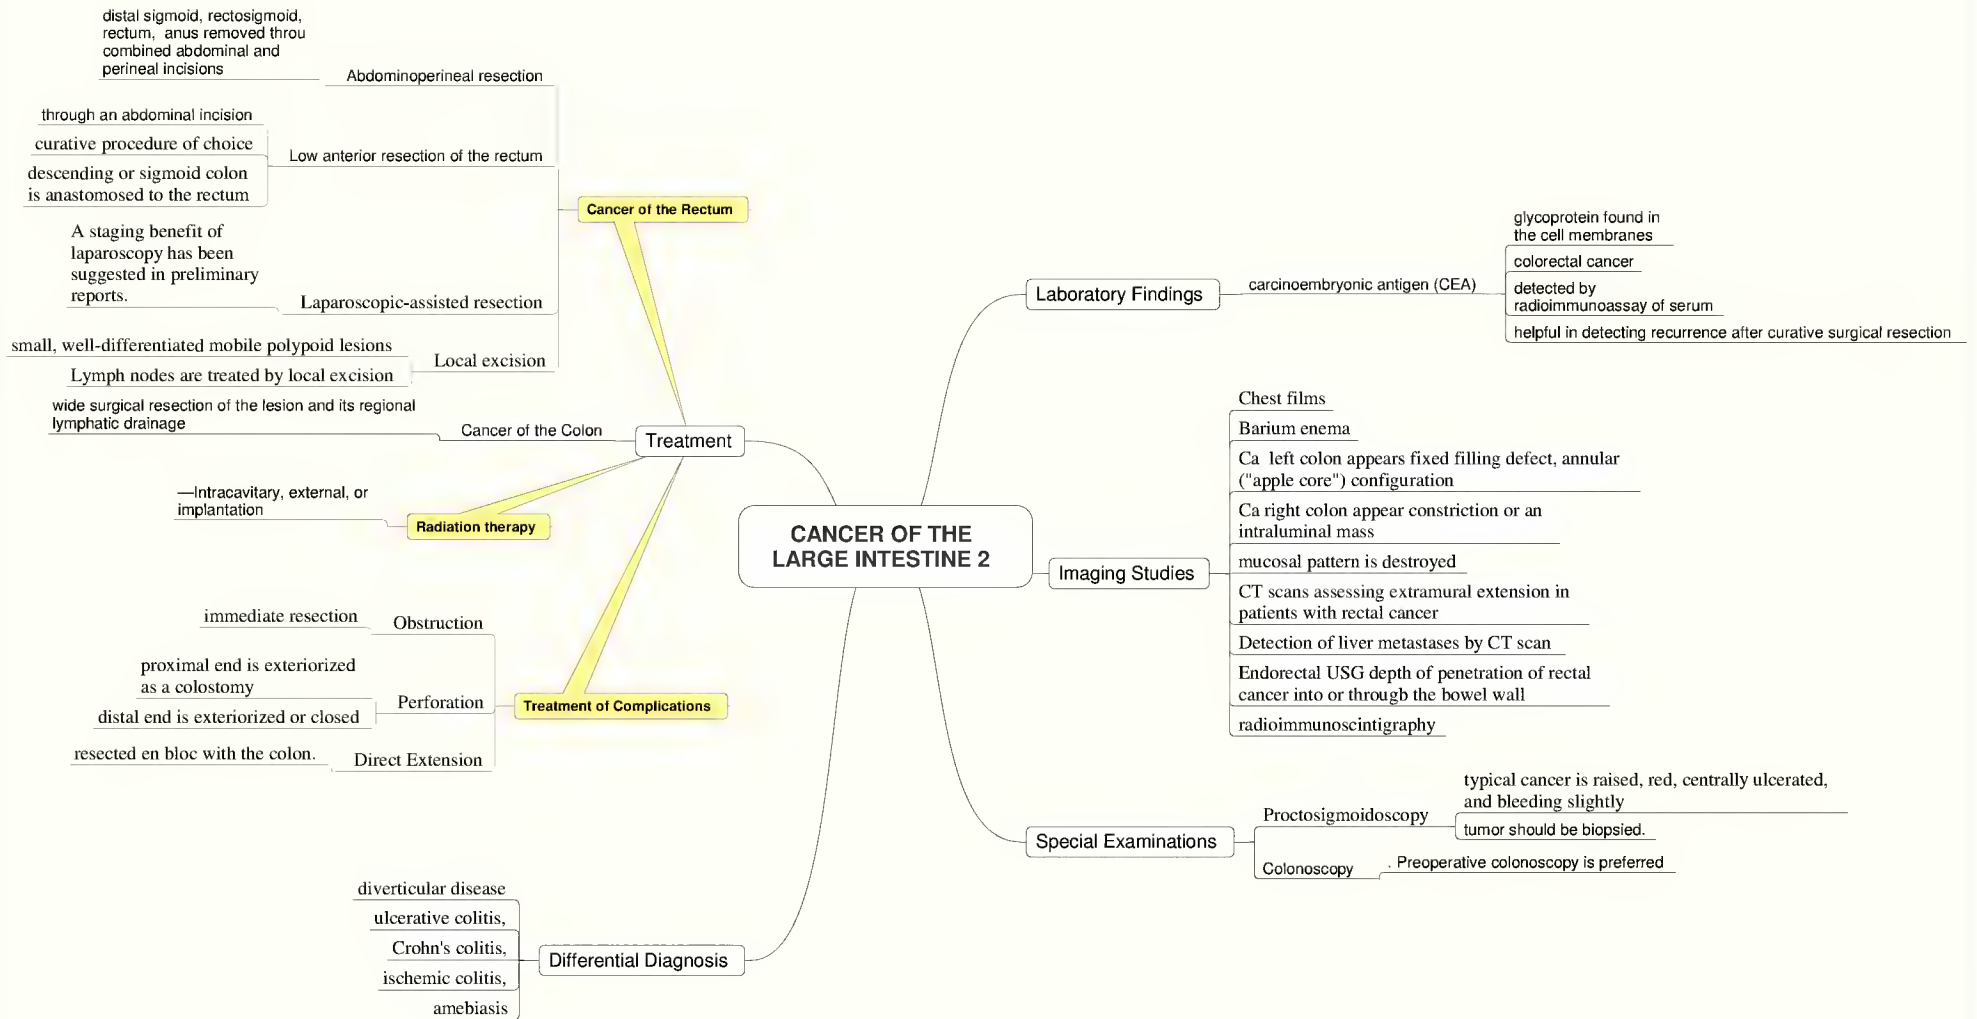 CANCER OF THE
LARGE INTESTINE 2
Laboratory Findings
carcinoembryonic antigen (CEA)
glycoprotein found in
the cell membranes
colorectal cancer
detected by
radioimmunoassay of serum
helpful in detecting recurrence after curative surgical resection
Imaging Studies
Chest films
Barium enema
Ca left colon appears fixed filling defect, annular
("apple core") configuration
Ca right colon appear constriction or an
intraluminal mass
mucosal pattern is destroyed
CT scans assessing extramural extension in
patients with rectal cancer
Detection of liver metastases by CT scan
Endorectal USG depth of penetration of rectal
cancer into or through the bowel wall
radioimmunoscintigraphy
Special Examinations
Proctosigmoidoscopy
typical cancer is raised, red, centrally ulcerated,
and bleeding slightly
tumor should be biopsied.
Colonoscopy
. Preoperative colonoscopy is preferred
Treatment
Cancer of the Rectum
Abdominoperineal resection
distal sigmoid, rectosigmoid,
rectum, anus removed throu
combined abdominal and
perineal incisions
Low anterior resection of the rectum
through an abdominal incision
curative procedure of choice
descending or sigmoid colon
is anastomosed to the rectum
Laparoscopic-assisted resection
A staging benefit of
laparoscopy has been
suggested in preliminary
reports.
Local excision
small, well-differentiated mobile polypoid lesions
Lymph nodes are treated by local excision
Cancer of the Colon
wide surgical resection of the lesion and its regional
lymphatic drainage
Radiation therapy
—Intracavitary, external, or
implantation
Treatment of Complications
Obstruction
immediate resection
Perforation
proximal end is exteriorized
as a colostomy
distal end is exteriorized or closed
Direct Extension
resected en bloc with the colon.
Differential Diagnosis
diverticular disease
ulcerative colitis,
Crohn's colitis,
ischemic colitis,
amebiasis